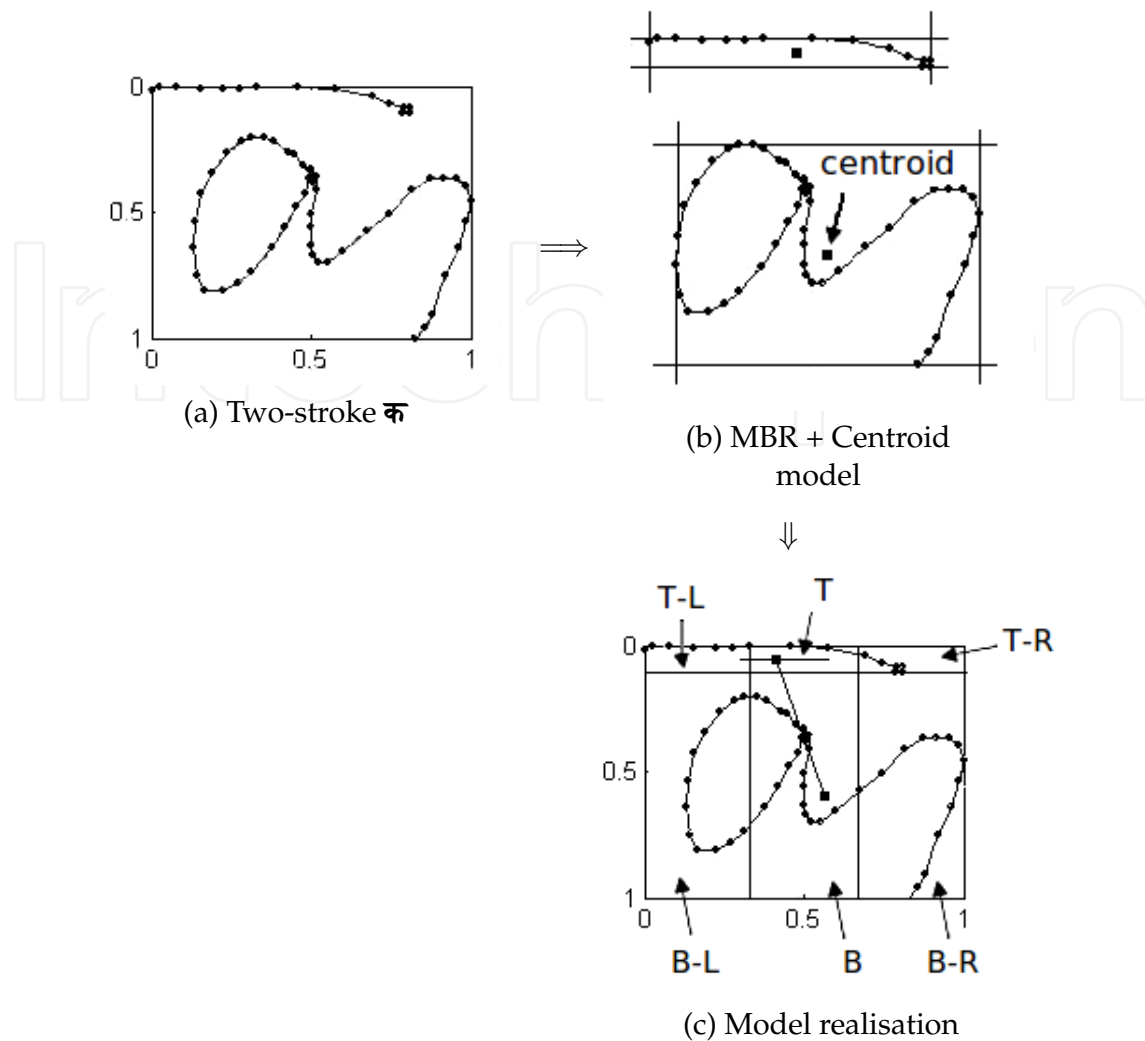 0
0.5
1
0 0.5 1
(a) Two-stroke क
⟹
centroid
(b) MBR + Centroid
model
⇓
T-L
T
T-R
0
0.5
1
0 0.5 1
B-L B B-R
(c) Model realisation